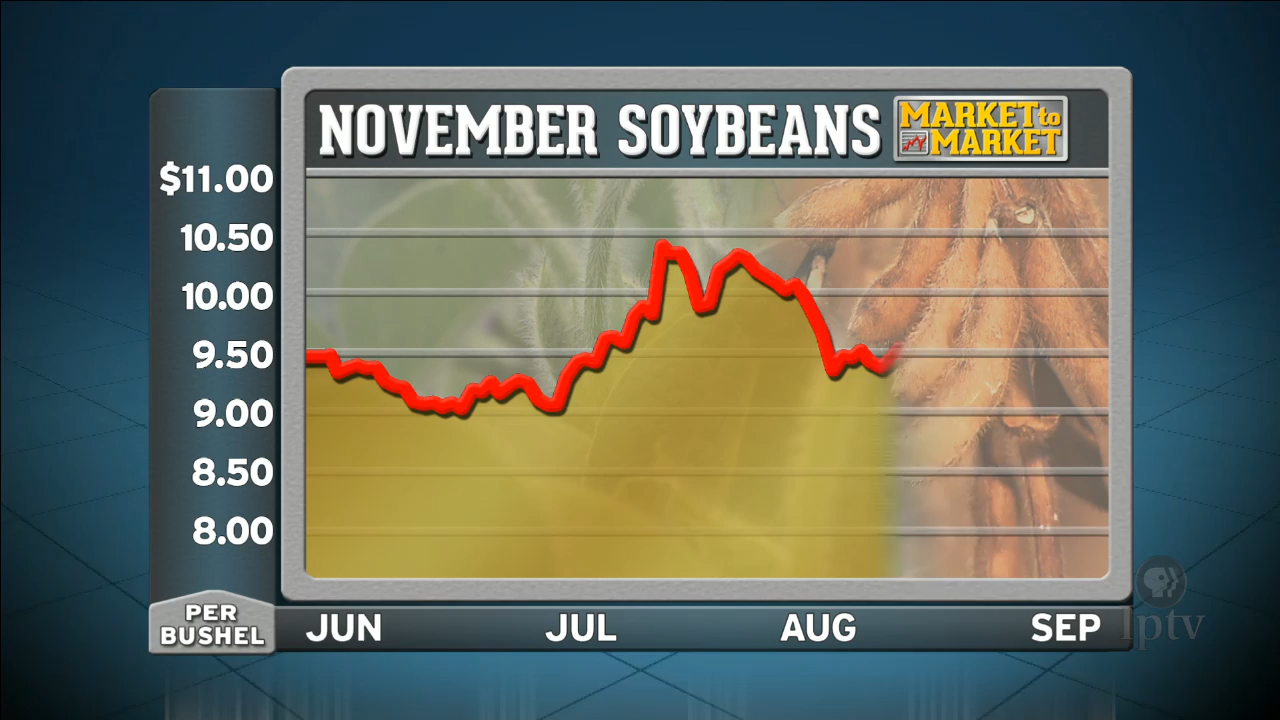 NOVEMBER SOYBEANS
MARKET to
MARKET
$11.00
10.50
10.00
9.50
9.00
8.50
8.00
PER
BUSHEL
JUN JUL AUG SEP
Iptv